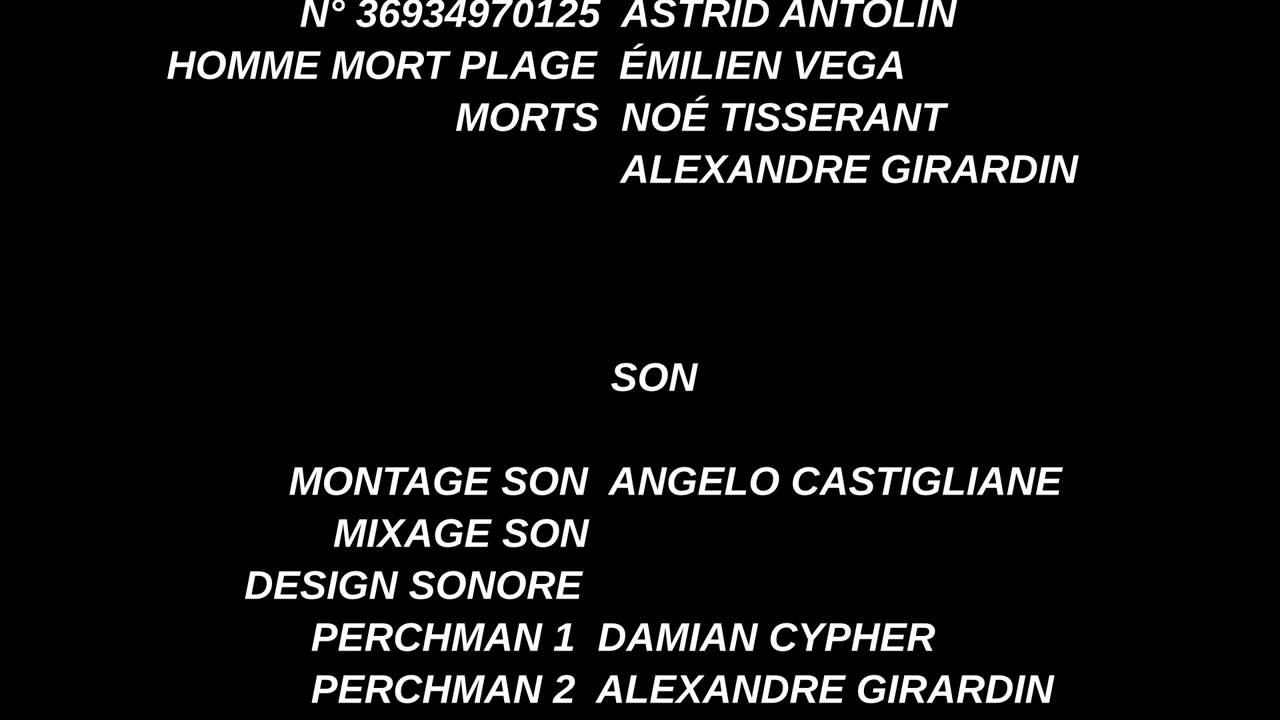 N° 36934970125 ASTRID ANTOLIN
HOMME MORT PLAGE ÉMILIEN VEGA
MORTS NOÉ TISSERANT
ALEXANDRE GIRARDIN
SON
MONTAGE SON ANGELO CASTIGLIANE
MIXAGE SON
DESIGN SONORE
PERCHMAN 1 DAMIAN CYPHER
PERCHMAN 2 ALEXANDRE GIRARDIN